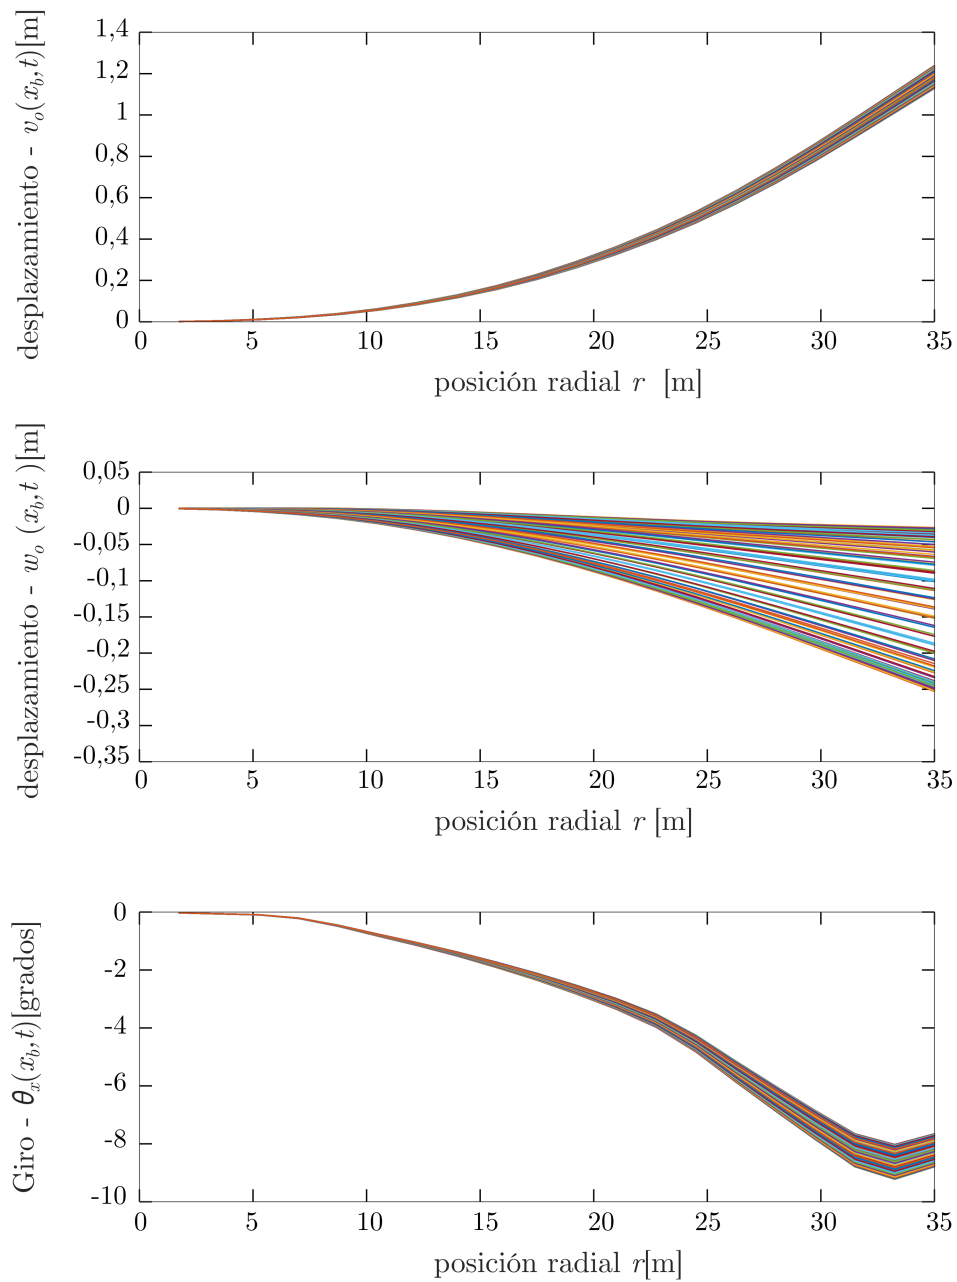 desplazamiento - v_o(x_b,t)[m]
1,4
1,2
1
0,8
0,6
0,4
0,2
0
0 5 10 15 20 25 30 35
posición radial r [m]
desplazamiento - w_o (x_b,t )[m]
0,05
0
-0,05
-0,1
-0,15
-0,2
-0,25
-0,3
-0,35
0 5 10 15 20 25 30 35
posición radial r [m]
Giro - θ_x(x_b,t)[grados]
0
-2
-4
-6
-8
-10
0 5 10 15 20 25 30 35
posición radial r[m]